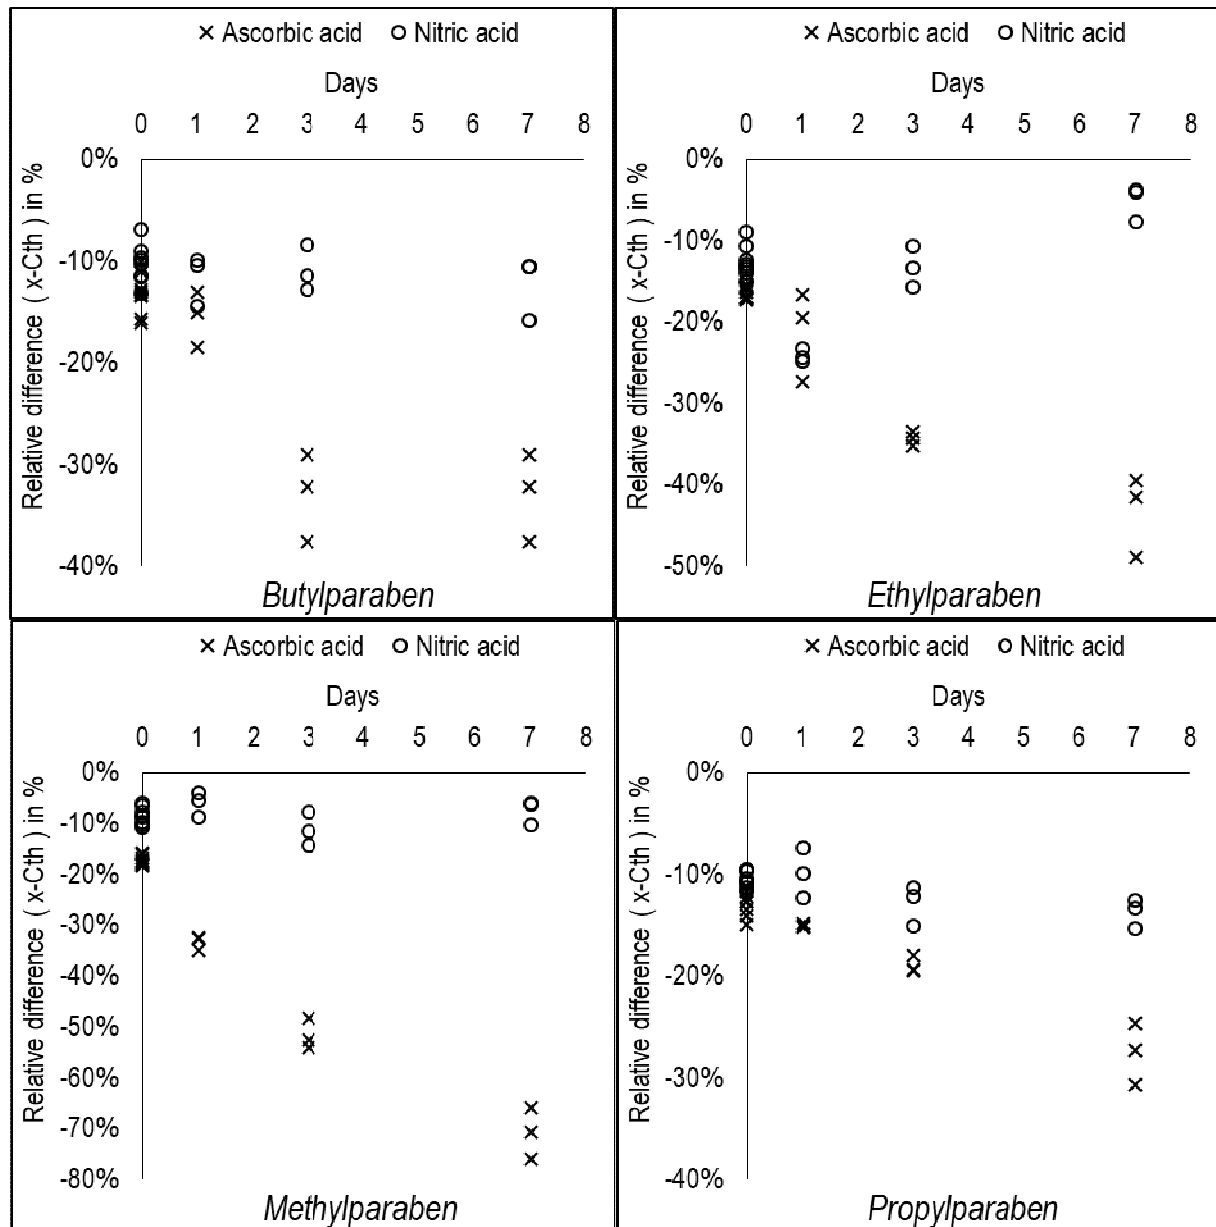 × Ascorbic acid o Nitric acid
Days
0 1 2 3 4 5 6 7 8
0%
-10%
-20%
-30%
-40%
Relative difference ( x-Cth ) in %
Butylparaben
× Ascorbic acid o Nitric acid
Days
0 1 2 3 4 5 6 7 8
0%
-10%
-20%
-30%
-40%
-50%
Relative difference ( x-Cth ) in %
Ethylparaben
× Ascorbic acid o Nitric acid
Days
0 1 2 3 4 5 6 7 8
0%
-10%
-20%
-30%
-40%
-50%
-60%
-70%
-80%
Relative difference ( x-Cth ) in %
Methylparaben
× Ascorbic acid o Nitric acid
Days
0 1 2 3 4 5 6 7 8
0%
-10%
-20%
-30%
-40%
Relative difference ( x-Cth ) in %
Propylparaben